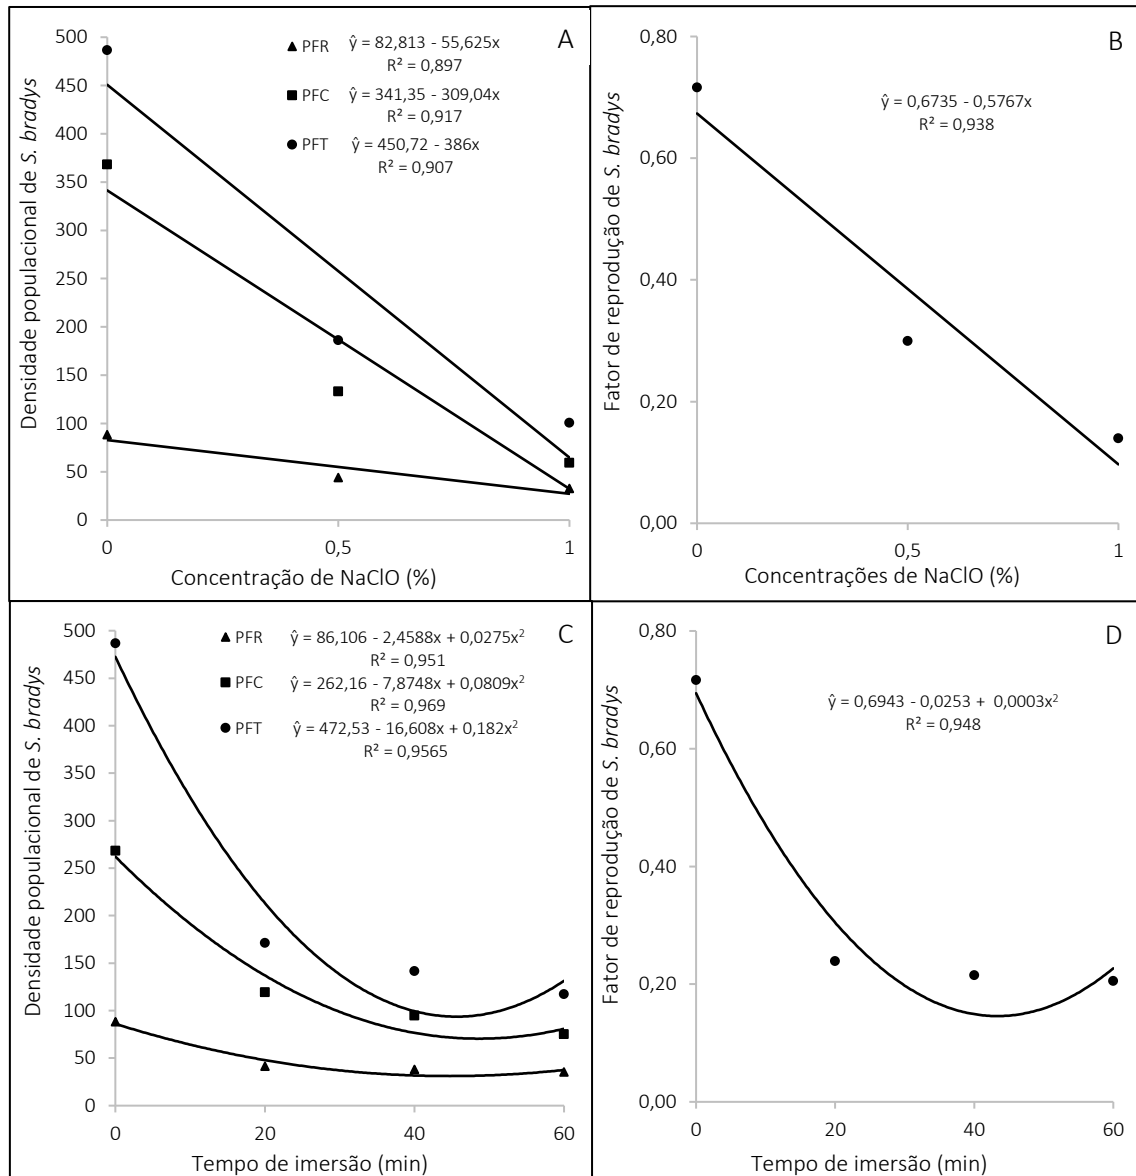 A
500
450
400
350
300
250
200
150
100
50
0
Densidade populacional de S. bradys
PFR ŷ = 82,813 - 55,625x
R² = 0,897
PFC ŷ = 341,35 - 309,04x
R² = 0,917
PFT ŷ = 450,72 - 386x
R² = 0,907
0 0,5 1
Concentração de NaClO (%)
B
0,80
0,60
0,40
0,20
0,00
Fator de reprodução de S. bradys
ŷ = 0,6735 - 0,5767x
R² = 0,938
0 0,5 1
Concentrações de NaClO (%)
C
500
450
400
350
300
250
200
150
100
50
0
Densidade populacional de S. bradys
PFR ŷ = 86,106 - 2,4588x + 0,0275x²
R² = 0,951
PFC ŷ = 262,16 - 7,8748x + 0,0809x²
R² = 0,969
PFT ŷ = 472,53 - 16,608x + 0,182x²
R² = 0,9565
0 20 40 60
Tempo de imersão (min)
D
0,80
0,60
0,40
0,20
0,00
Fator de reprodução de S. bradys
ŷ = 0,6943 - 0,0253 + 0,0003x²
R² = 0,948
0 20 40 60
Tempo de imersão (min)